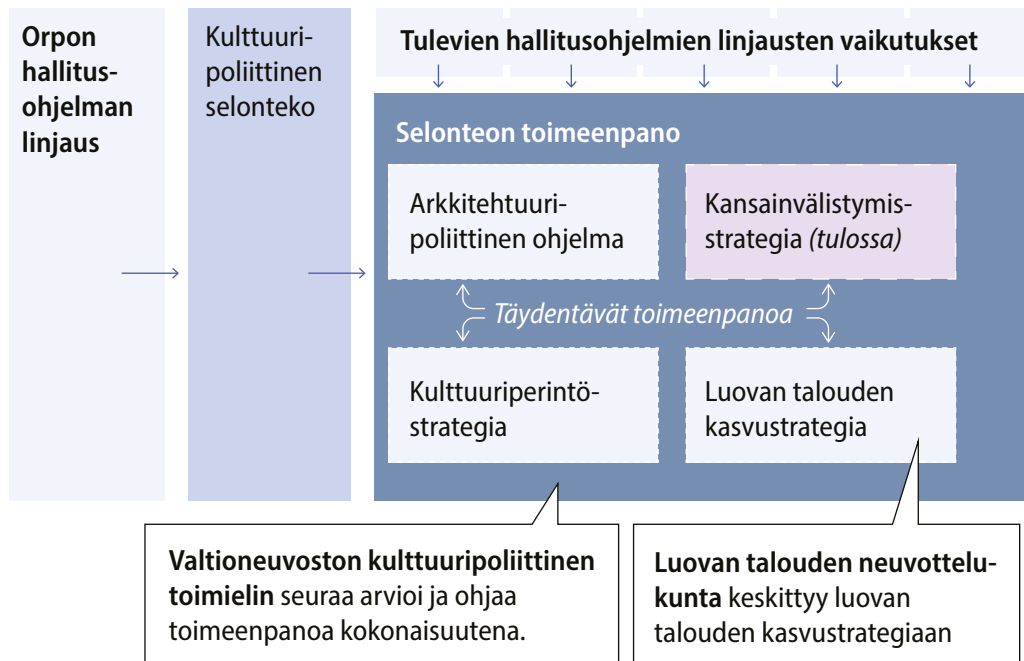 Orpon
hallitus-
ohjelman
linjaus
Kulttuuri-
poliittinen
selonteko
Tulevien hallitusohjelmien linjausten vaikutukset
Selonteon toimeenpano
Arkkitehtuuri-
poliittinen ohjelma
Kansainvälistymis-
strategia (tulossa)
Täydentävät toimeenpanoa
Kulttuuriperintö-
strategia
Luovan talouden
kasvustrategia
Valtioneuvoston kulttuuripoliittinen
toimielin seuraa arvioi ja ohjaa
toimeenpanoa kokonaisuutena.
Luovan talouden neuvottelu-
kunta keskittyy luovan
talouden kasvustrategiaan